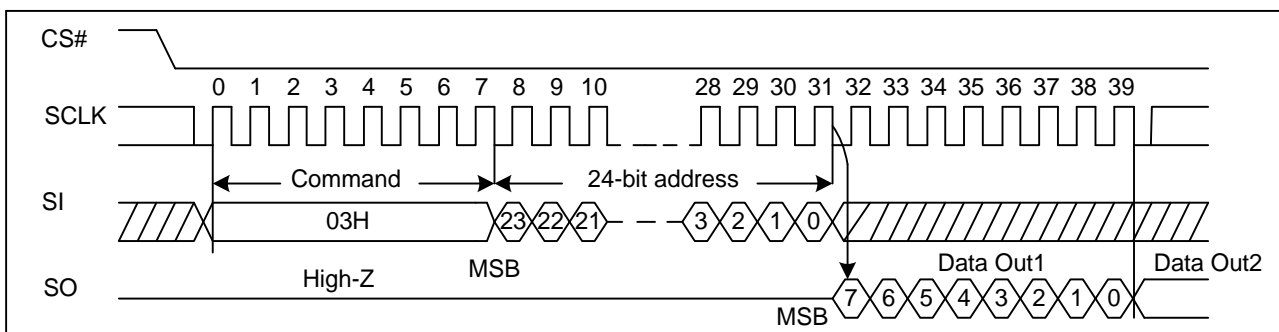 CS#
0 1 2 3 4 5 6 7 8 9 10 28 29 30 31 32 33 34 35 36 37 38 39
SCLK
Command 24-bit address
SI
03H 23 22 21 3 2 1 0
High-Z MSB Data Out1 Data Out2
SO
MSB 7 6 5 4 3 2 1 0